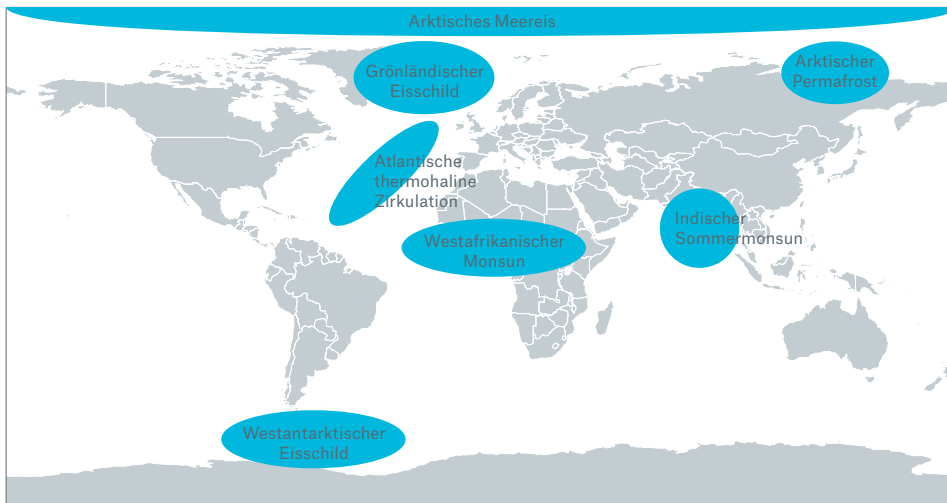 Arktisches Meereis
Grönländischer
Eisschild
Arktischer
Permafrost
Atlantische
thermohaline
Zirkulation
Indischer
Sommermonsun
Westafrikanischer
Monsun
Westantarktischer
Eisschild